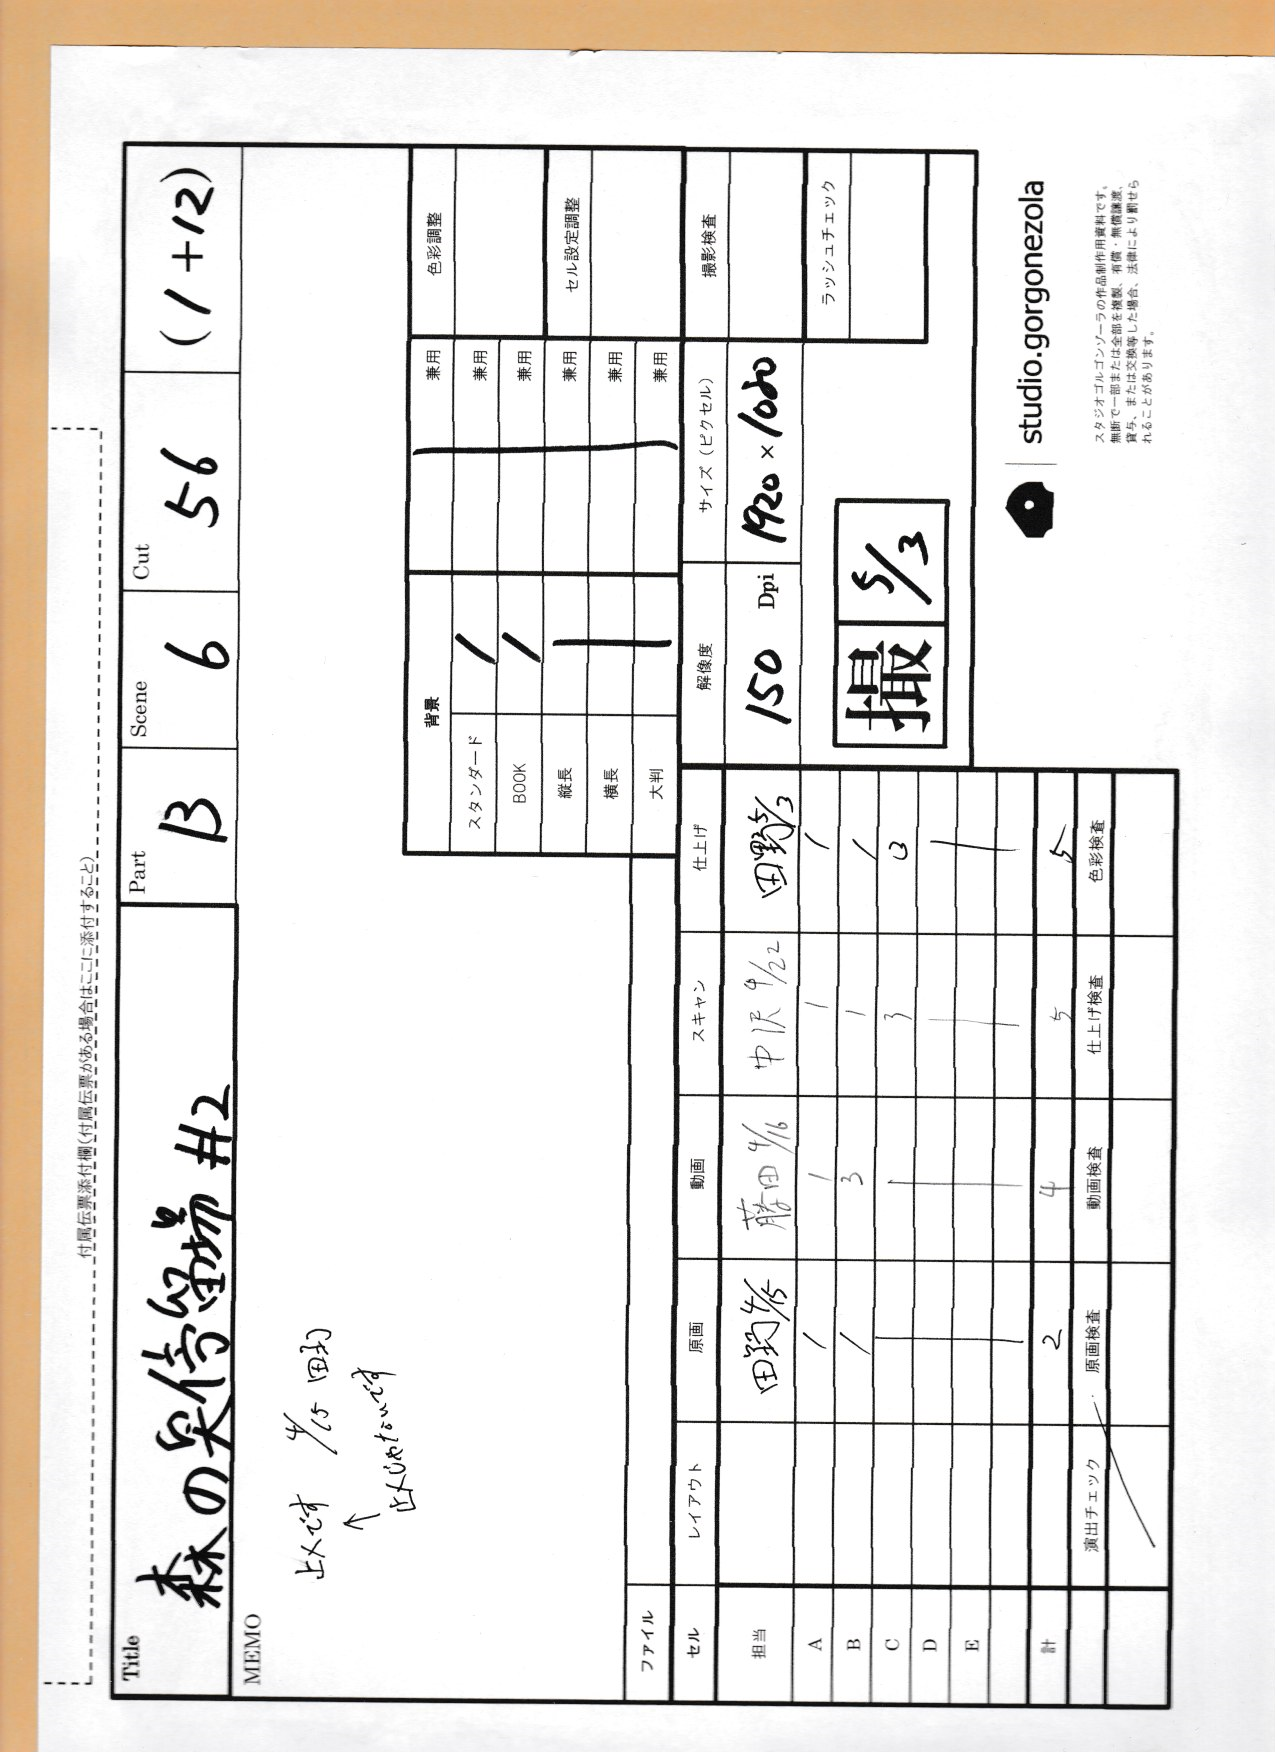 付属伝票添付欄(付属伝票がある場合はここに添付すること)
Title 森の安信留場 #2
Part B
Scene 6
Cut 56
(1+12)
MEMO
止メです 4/15 田野
↑
止メじゃないです
背景 兼用 色彩調整
スタンダード / 兼用
BOOK / 兼用
縦長 兼用 セル設定調整
横長 兼用
大判 兼用
ファイル
セル レイアウト 原画 動画 スキャン 仕上げ
担当 田野 4/15 藤田 4/16 中沢 4/22 田野 5/3
A 1 1 1 1
B 1 3 1 1
C 3 3
D
E
計 2 4 5 5
演出チェック 原画検査 動画検査 仕上げ検査 色彩検査
解像度 サイズ(ピクセル) 撮影検査
150 Dpi 1920×1080
ラッシュチェック
撮 5/3
studio.gorgonezola
スタジオゴルゴンゾーラの作品制作用資料です。
無断で一部または全部を複製、有償・無償譲渡、
貸与、または交換等した場合、法律により罰せら
れることがあります。